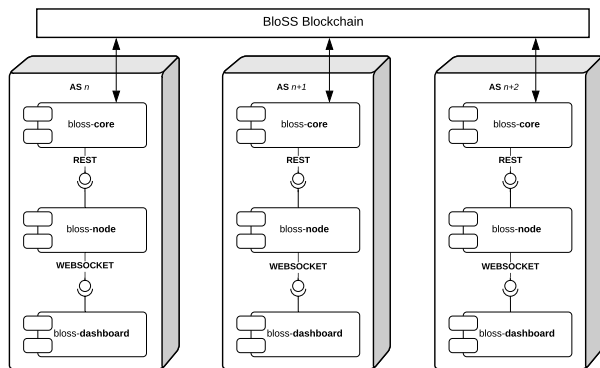 BloSS Blockchain
AS n
AS n+1
AS n+2
bloss-core
bloss-core
bloss-core
REST
REST
REST
bloss-node
bloss-node
bloss-node
WEBSOCKET
WEBSOCKET
WEBSOCKET
bloss-dashboard
bloss-dashboard
bloss-dashboard